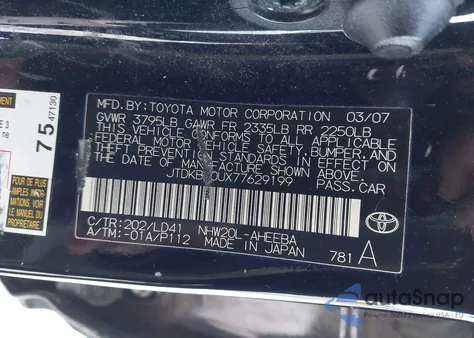 MFD. BY: TOYOTA MOTOR CORPORATION 03/07
GVWR 3795LB GAWR FR 2335LB RR 2250LB
THIS VEHICLE CONFORMS TO ALL APPLICABLE
FEDERAL MOTOR VEHICLE SAFETY, BUMPER, AND
THEFT PREVENTION STANDARDS IN EFFECT ON
THE DATE OF MANUFACTURE SHOWN ABOVE.
PASS.CAR
C/TR:202/LD41 NHW20L-AHEEBA
A/TM:-01A/P112 MADE IN JAPAN 781 A
TOYOTA
75 47130
autoSnap